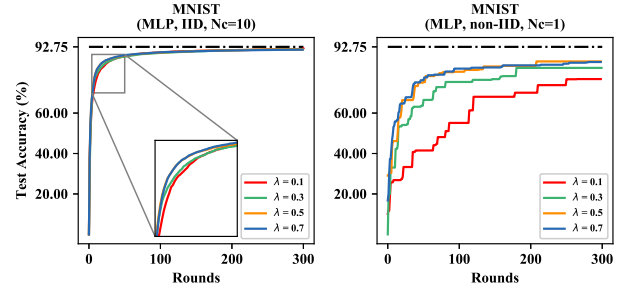 MNIST
(MLP, IID, Nc=10)
92.75
60.00
40.00
20.00
Test Accuracy (%)
λ = 0.1
λ = 0.3
λ = 0.5
λ = 0.7
0
100
200
300
Rounds
MNIST
(MLP, non-IID, Nc=1)
92.75
60.00
40.00
20.00
λ = 0.1
λ = 0.3
λ = 0.5
λ = 0.7
0
100
200
300
Rounds